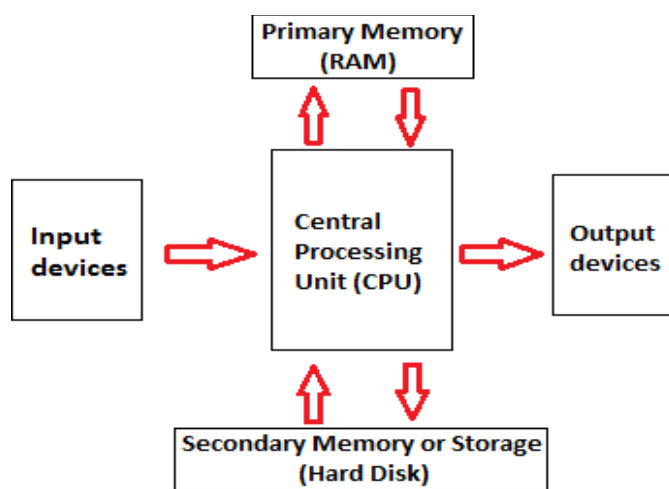 Primary Memory
(RAM)
Input
devices
Central
Processing
Unit (CPU)
Output
devices
Secondary Memory or Storage
(Hard Disk)